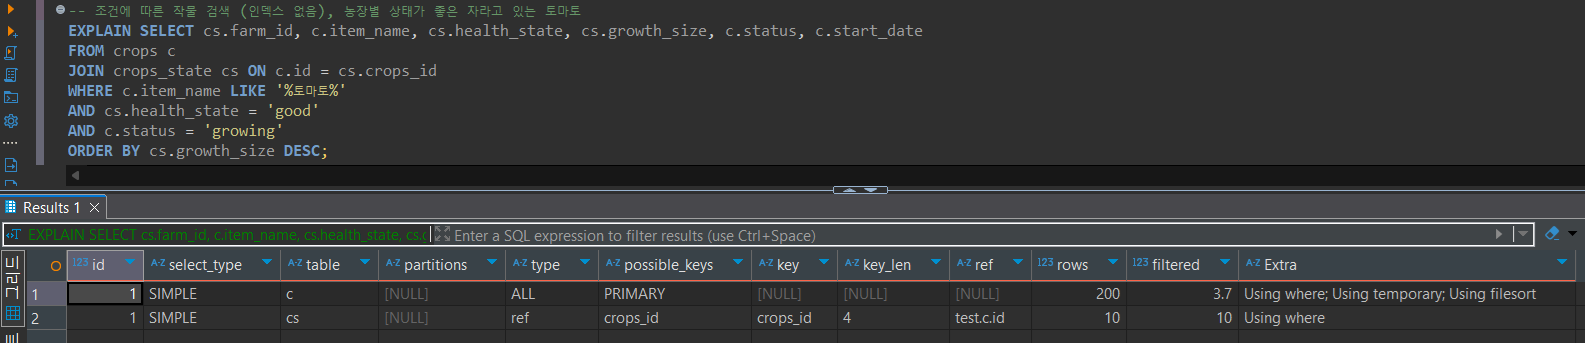 -- 조건에 따른 작물 검색 (인덱스 없음), 농장별 상태가 좋은 자라고 있는 토마토
EXPLAIN SELECT cs.farm_id, c.item_name, cs.health_state, cs.growth_size, c.status, c.start_date
FROM crops c
JOIN crops_state cs ON c.id = cs.crops_id
WHERE c.item_name LIKE '%토마토%'
AND cs.health_state = 'good'
AND c.status = 'growing'
ORDER BY cs.growth_size DESC;
Results 1
EXPLAIN SELECT cs.farm_id, c.item_name, cs.health_state, cs.g Enter a SQL expression to filter results (use Ctrl+Space)
123 id A-Z select_type A-Z table A-Z partitions A-Z type A-Z possible_keys A-Z key A-Z key_len A-Z ref 123 rows 123 filtered A-Z Extra
1 1 SIMPLE c [NULL] ALL PRIMARY [NULL] [NULL] [NULL] 200 3.7 Using where; Using temporary; Using filesort
2 1 SIMPLE cs [NULL] ref crops_id crops_id 4 test.c.id 10 10 Using where